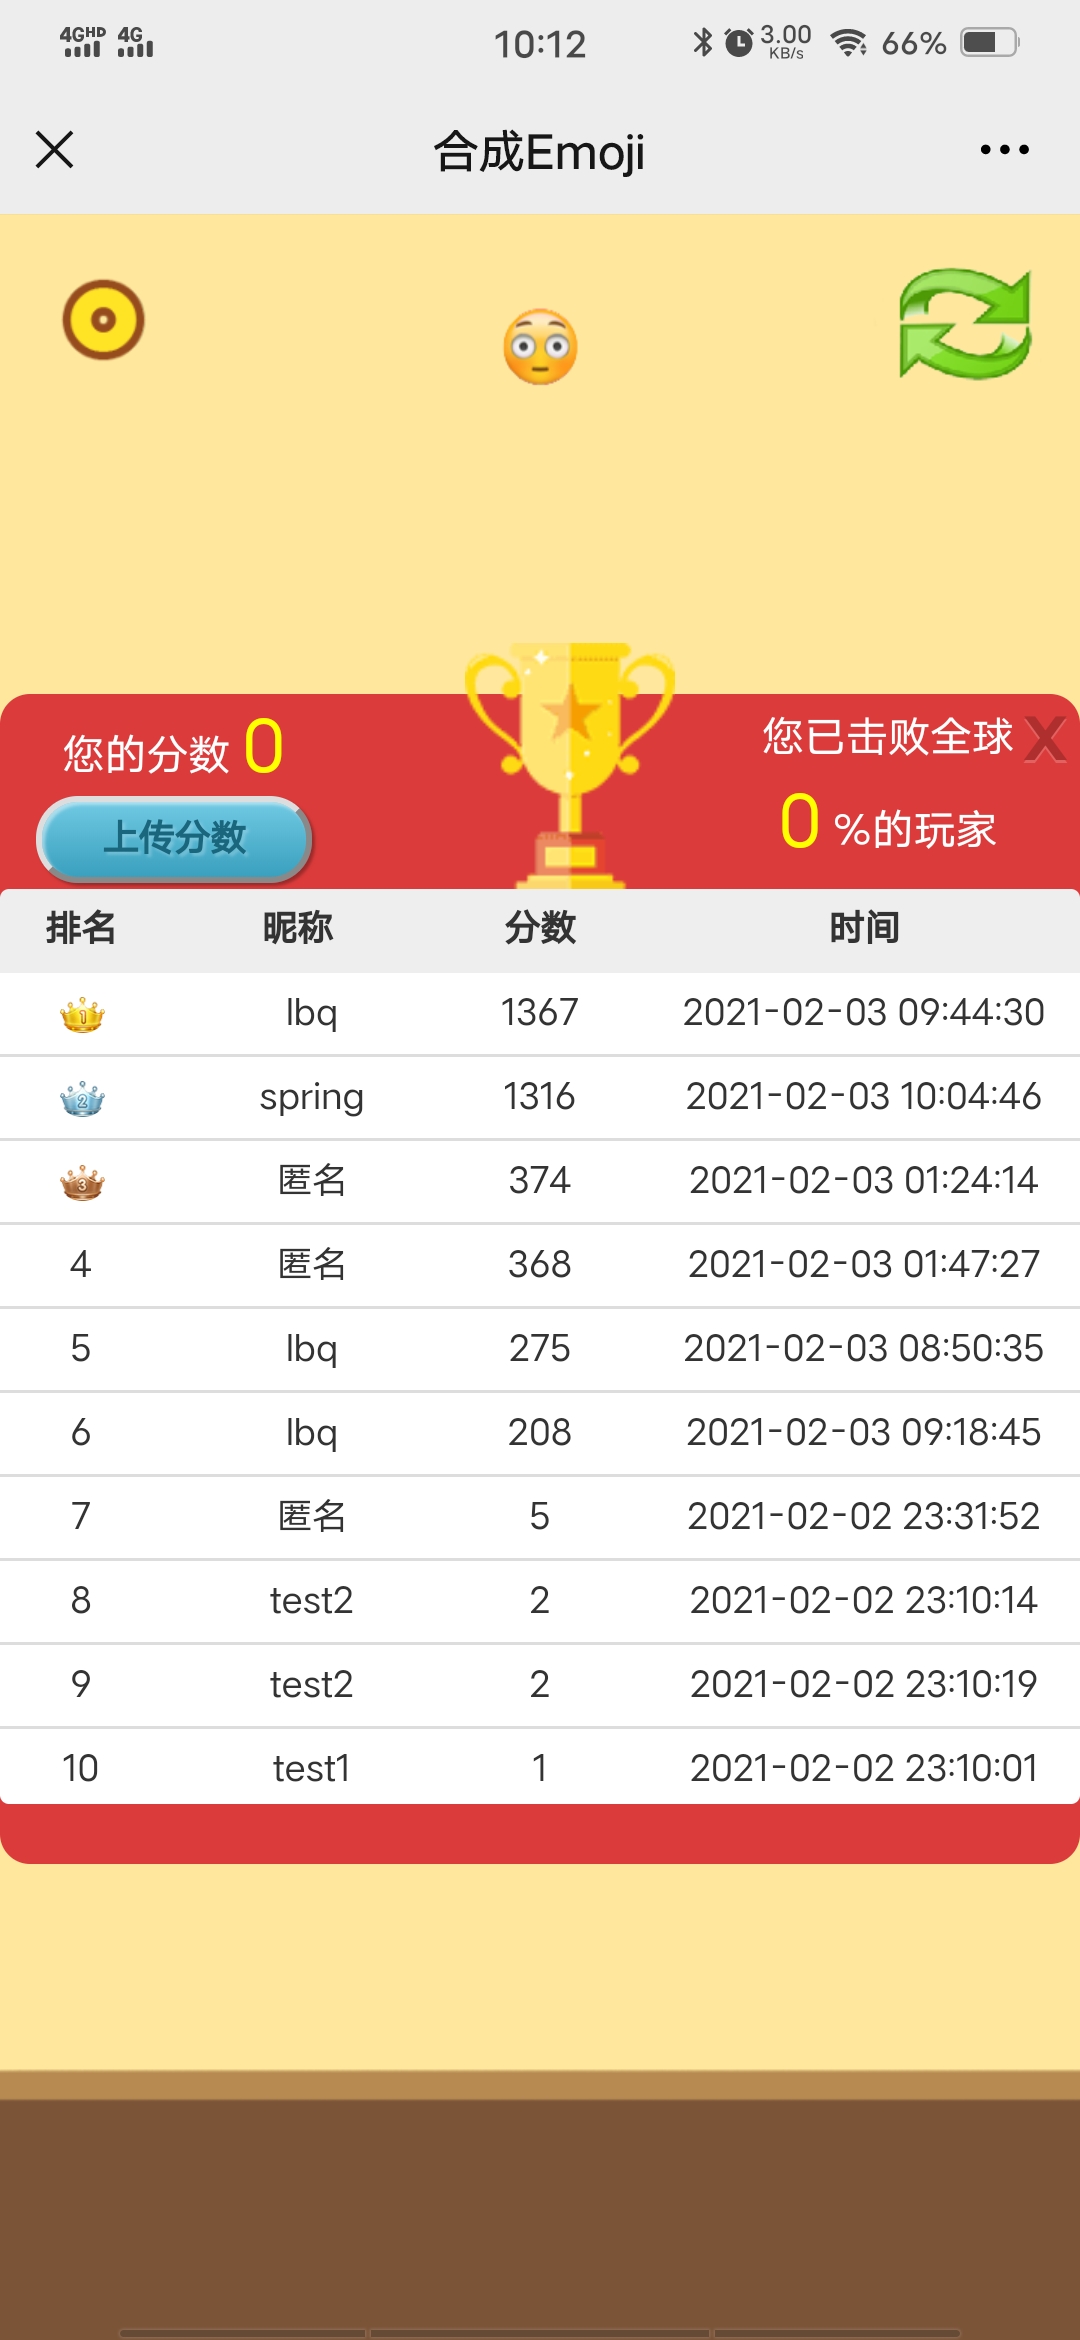 4GHD 4G 10:12 3.00 KB/s 66%
合成Emoji
您的分数 0
上传分数
您已击败全球 X
0 %的玩家
排名 昵称 分数 时间
1 lbq 1367 2021-02-03 09:44:30
2 spring 1316 2021-02-03 10:04:46
3 匿名 374 2021-02-03 01:24:14
4 匿名 368 2021-02-03 01:47:27
5 lbq 275 2021-02-03 08:50:35
6 lbq 208 2021-02-03 09:18:45
7 匿名 5 2021-02-02 23:31:52
8 test2 2 2021-02-02 23:10:14
9 test2 2 2021-02-02 23:10:19
10 test1 1 2021-02-02 23:10:01